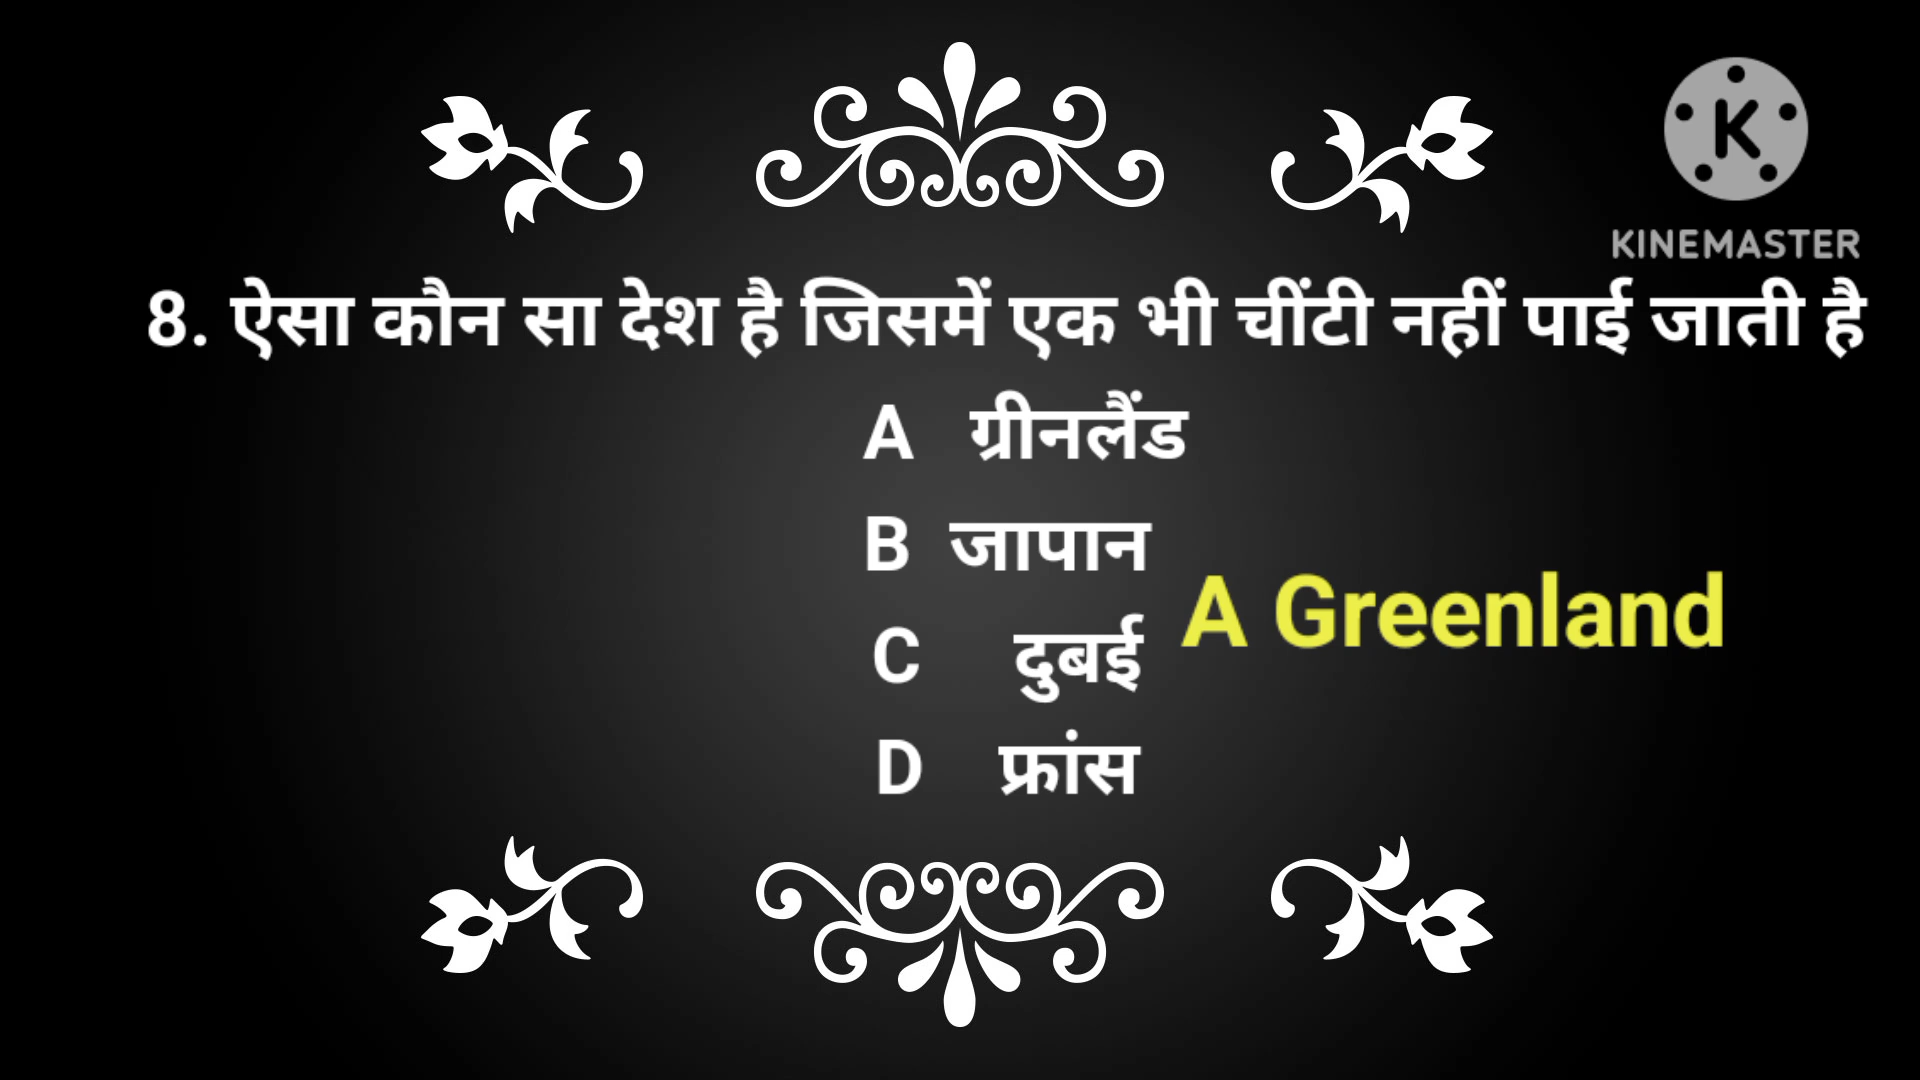 K
KINEMASTER
8. ऐसा कौन सा देश है जिसमें एक भी चींटी नहीं पाई जाती है
A ग्रीनलैंड
B जापान
A Greenland
C दुबई
D फ्रांस